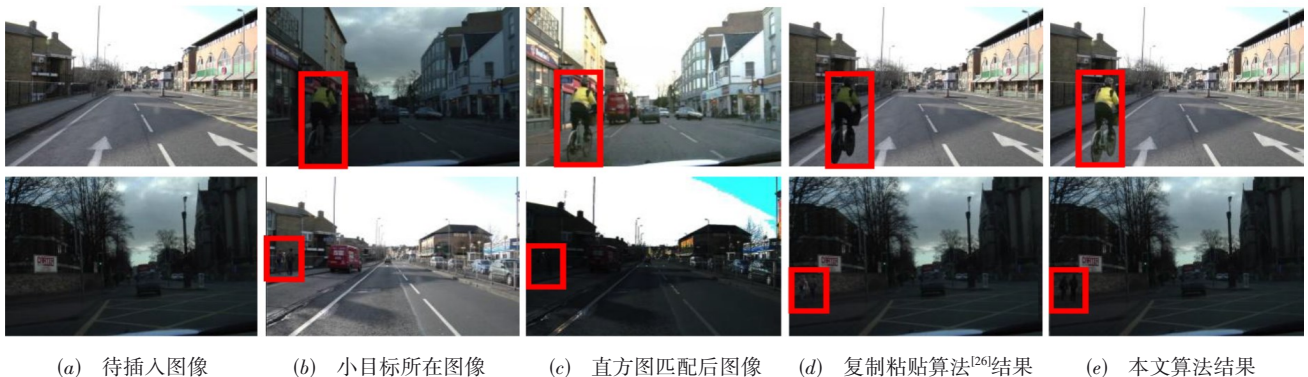 (a) 待插入图像
(b) 小目标所在图像
(c) 直方图匹配后图像
(d) 复制粘贴算法[26]结果
(e) 本文算法结果